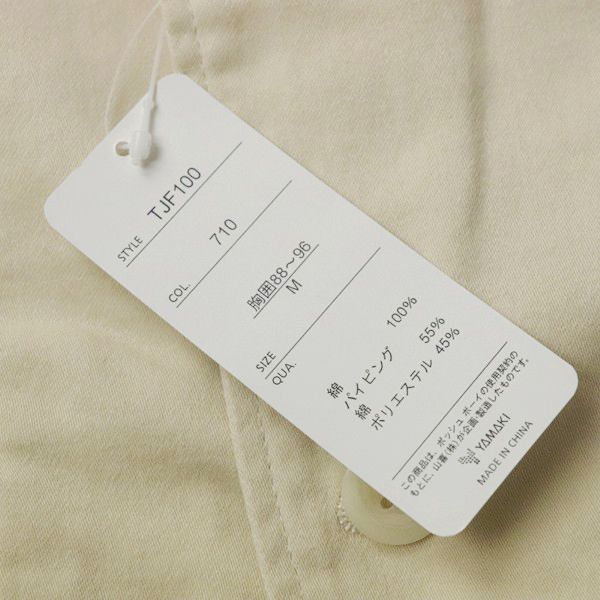 STYLE TJF100
COL. 710
胸囲88〜96
SIZE M
QUA.
綿 100%
パイピング
綿 55%
ポリエステル 45%
この商品は、ボッシュ ボーイの使用契約の
もとに、山喜(株)が企画・製造したものです。
YAMAKI
MADE IN CHINA